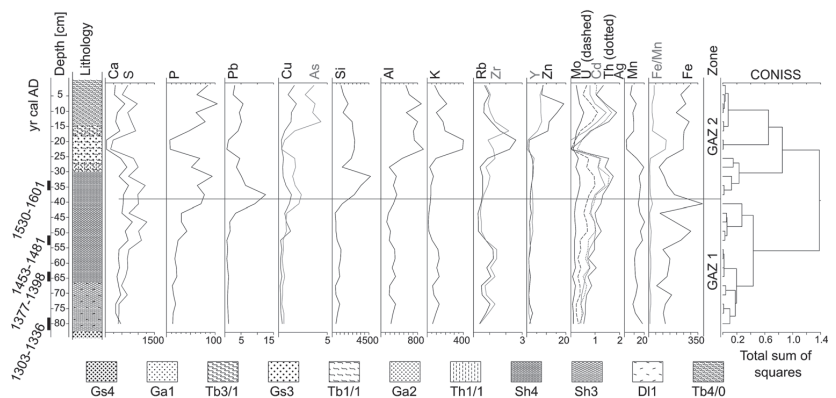 yr cal AD
Depth [cm]
Lithology
Ca
S
P
Pb
Cu
As
Si
Al
K
Rb
Zr
Y
Zn
Mo
U (dashed)
Cd
Th (dotted)
Ag
Mn
Fe/Mn
Fe
Zone
CONISS
5
10
15
20
25
30
35
40
45
50
55
60
65
70
75
80
1530-1601
1453-1481
1377-1398
1303-1336
GAZ 2
GAZ 1
1500
100
5 15
5
4500
800
400
3
20
1 2
20
350
0.2 0.6 1.0 1.4
Total sum of
squares
Gs4 Ga1 Tb3/1 Gs3 Tb1/1 Ga2 Th1/1 Sh4 Sh3 Dl1 Tb4/0